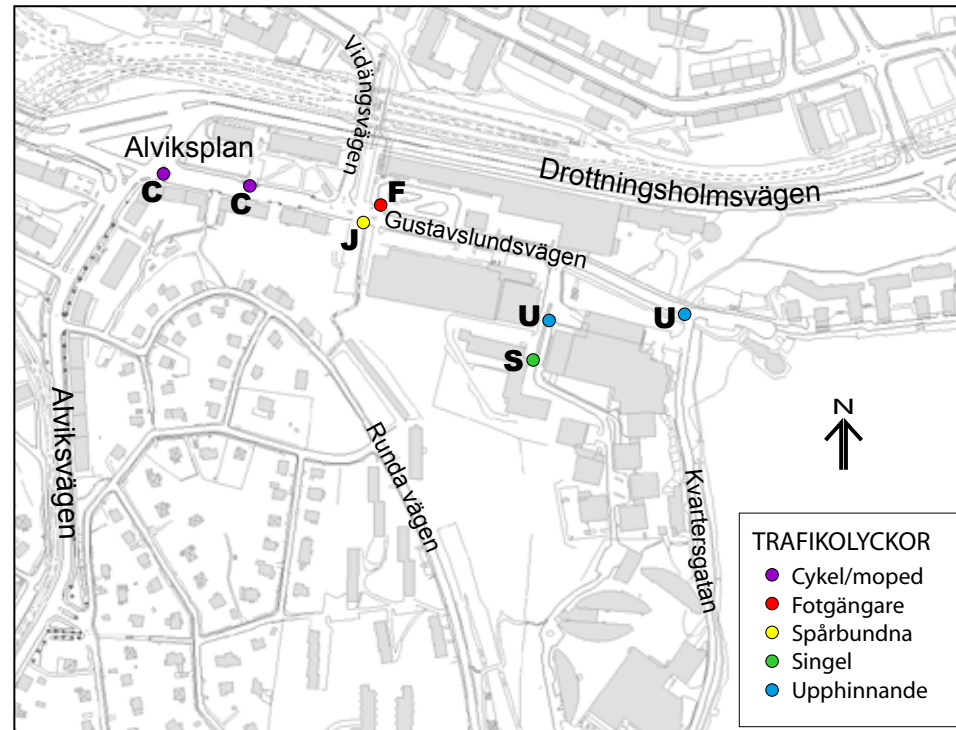 Vidängsvägen
Alviksplan
Drottningsholmsvägen
C
C
F
J
Gustavslundsvägen
U
U
S
N
Alviksvägen
Runda vägen
Kvartersgatan
TRAFIKOLYCKOR
Cykel/moped
Fotgängare
Spårbundna
Singel
Upphinnande